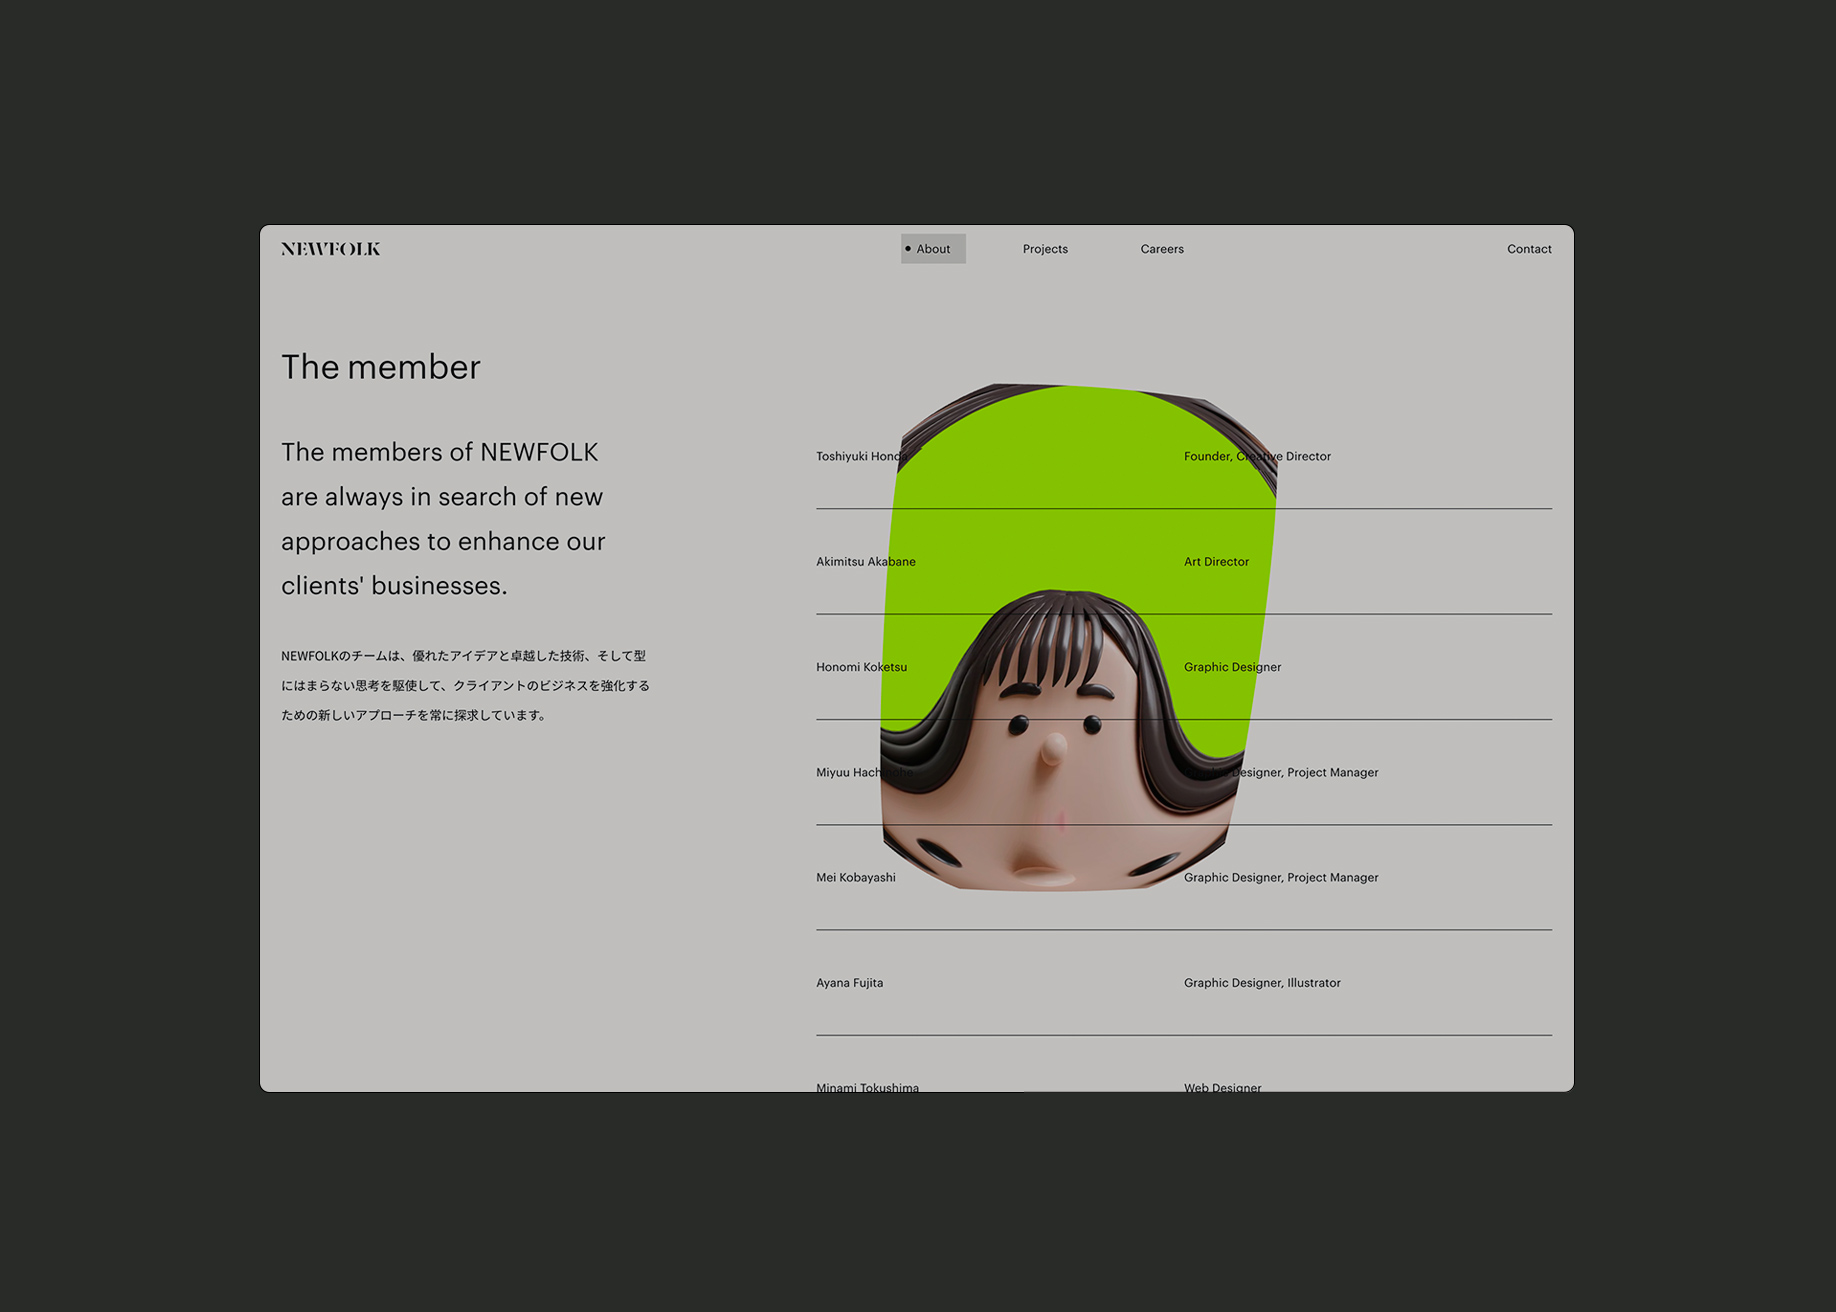 NEWFOLK
About
Projects
Careers
Contact
The member
The members of NEWFOLK
are always in search of new
approaches to enhance our
clients' businesses.
NEWFOLKのチームは、優れたアイデアと卓越した技術、そして型
にはまらない思考を駆使して、クライアントのビジネスを強化する
ための新しいアプローチを常に探求しています。
Toshiyuki Honda
Founder, Creative Director
Akimitsu Akabane
Art Director
Honomi Koketsu
Graphic Designer
Miyuu Hachinohe
Designer, Project Manager
Mei Kobayashi
Graphic Designer, Project Manager
Ayana Fujita
Graphic Designer, Illustrator
Minami Tokushima
Web Designer